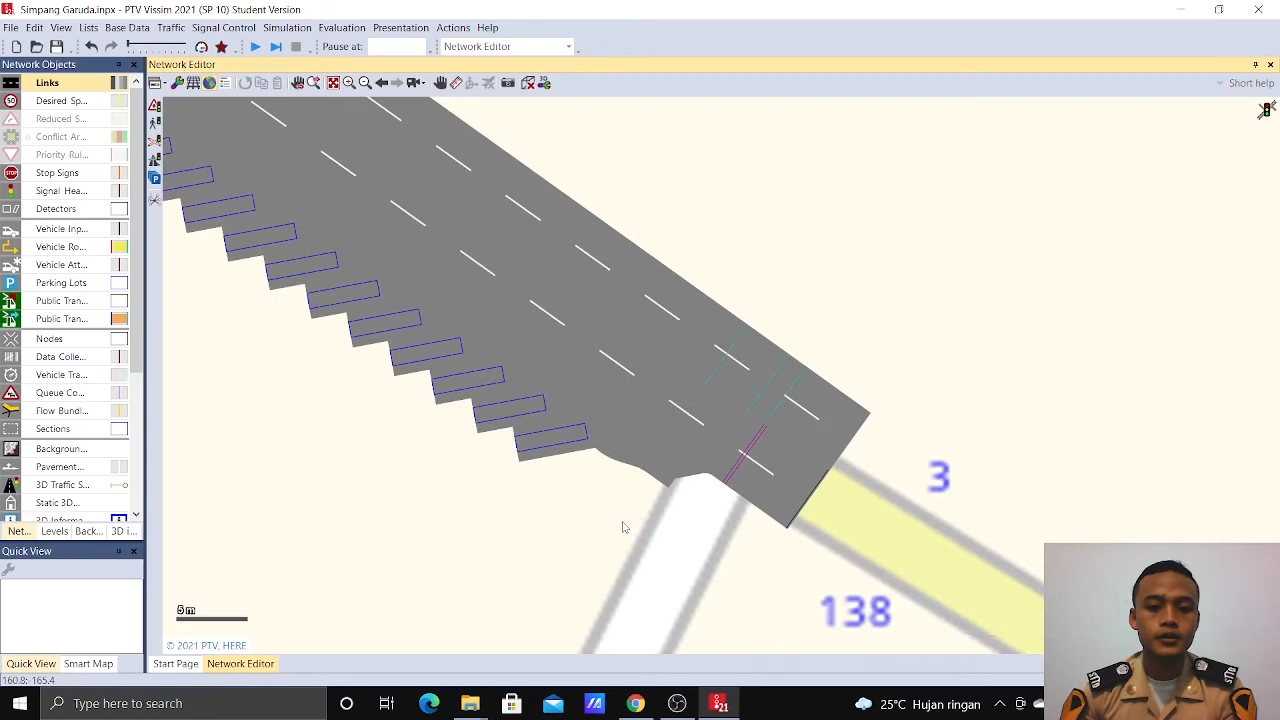 Simpang Garuda.inpx - PTV Vissim 2021 (SP 10) Student Version
File Edit View Lists Base Data Traffic Signal Control Simulation Evaluation Presentation Test Scripts Actions Help
Pause at: Network Editor
Network Objects
Network Editor
Short help
Links
Desired Sp...
Reduced S...
Conflict Ar...
Priority Rul...
Stop Signs
Signal Hea...
Detectors
Vehicle Inp...
Vehicle Ro...
Vehicle Att...
Parking Lots
Public Tran...
Public Tran...
Nodes
Data Colle...
Vehicle Tra...
Queue Co...
Flow Bundl...
Sections
Backgroun...
Pavement...
3D Traffic S...
Static 3D...
3D Informa...
Net... Levels Back... 3D i...
Quick View
3
138
5 m
© 2021 PTV, HERE
Quick View Smart Map
Start Page Network Editor
160.8:-165.4
Type here to search
25°C Hujan ringan